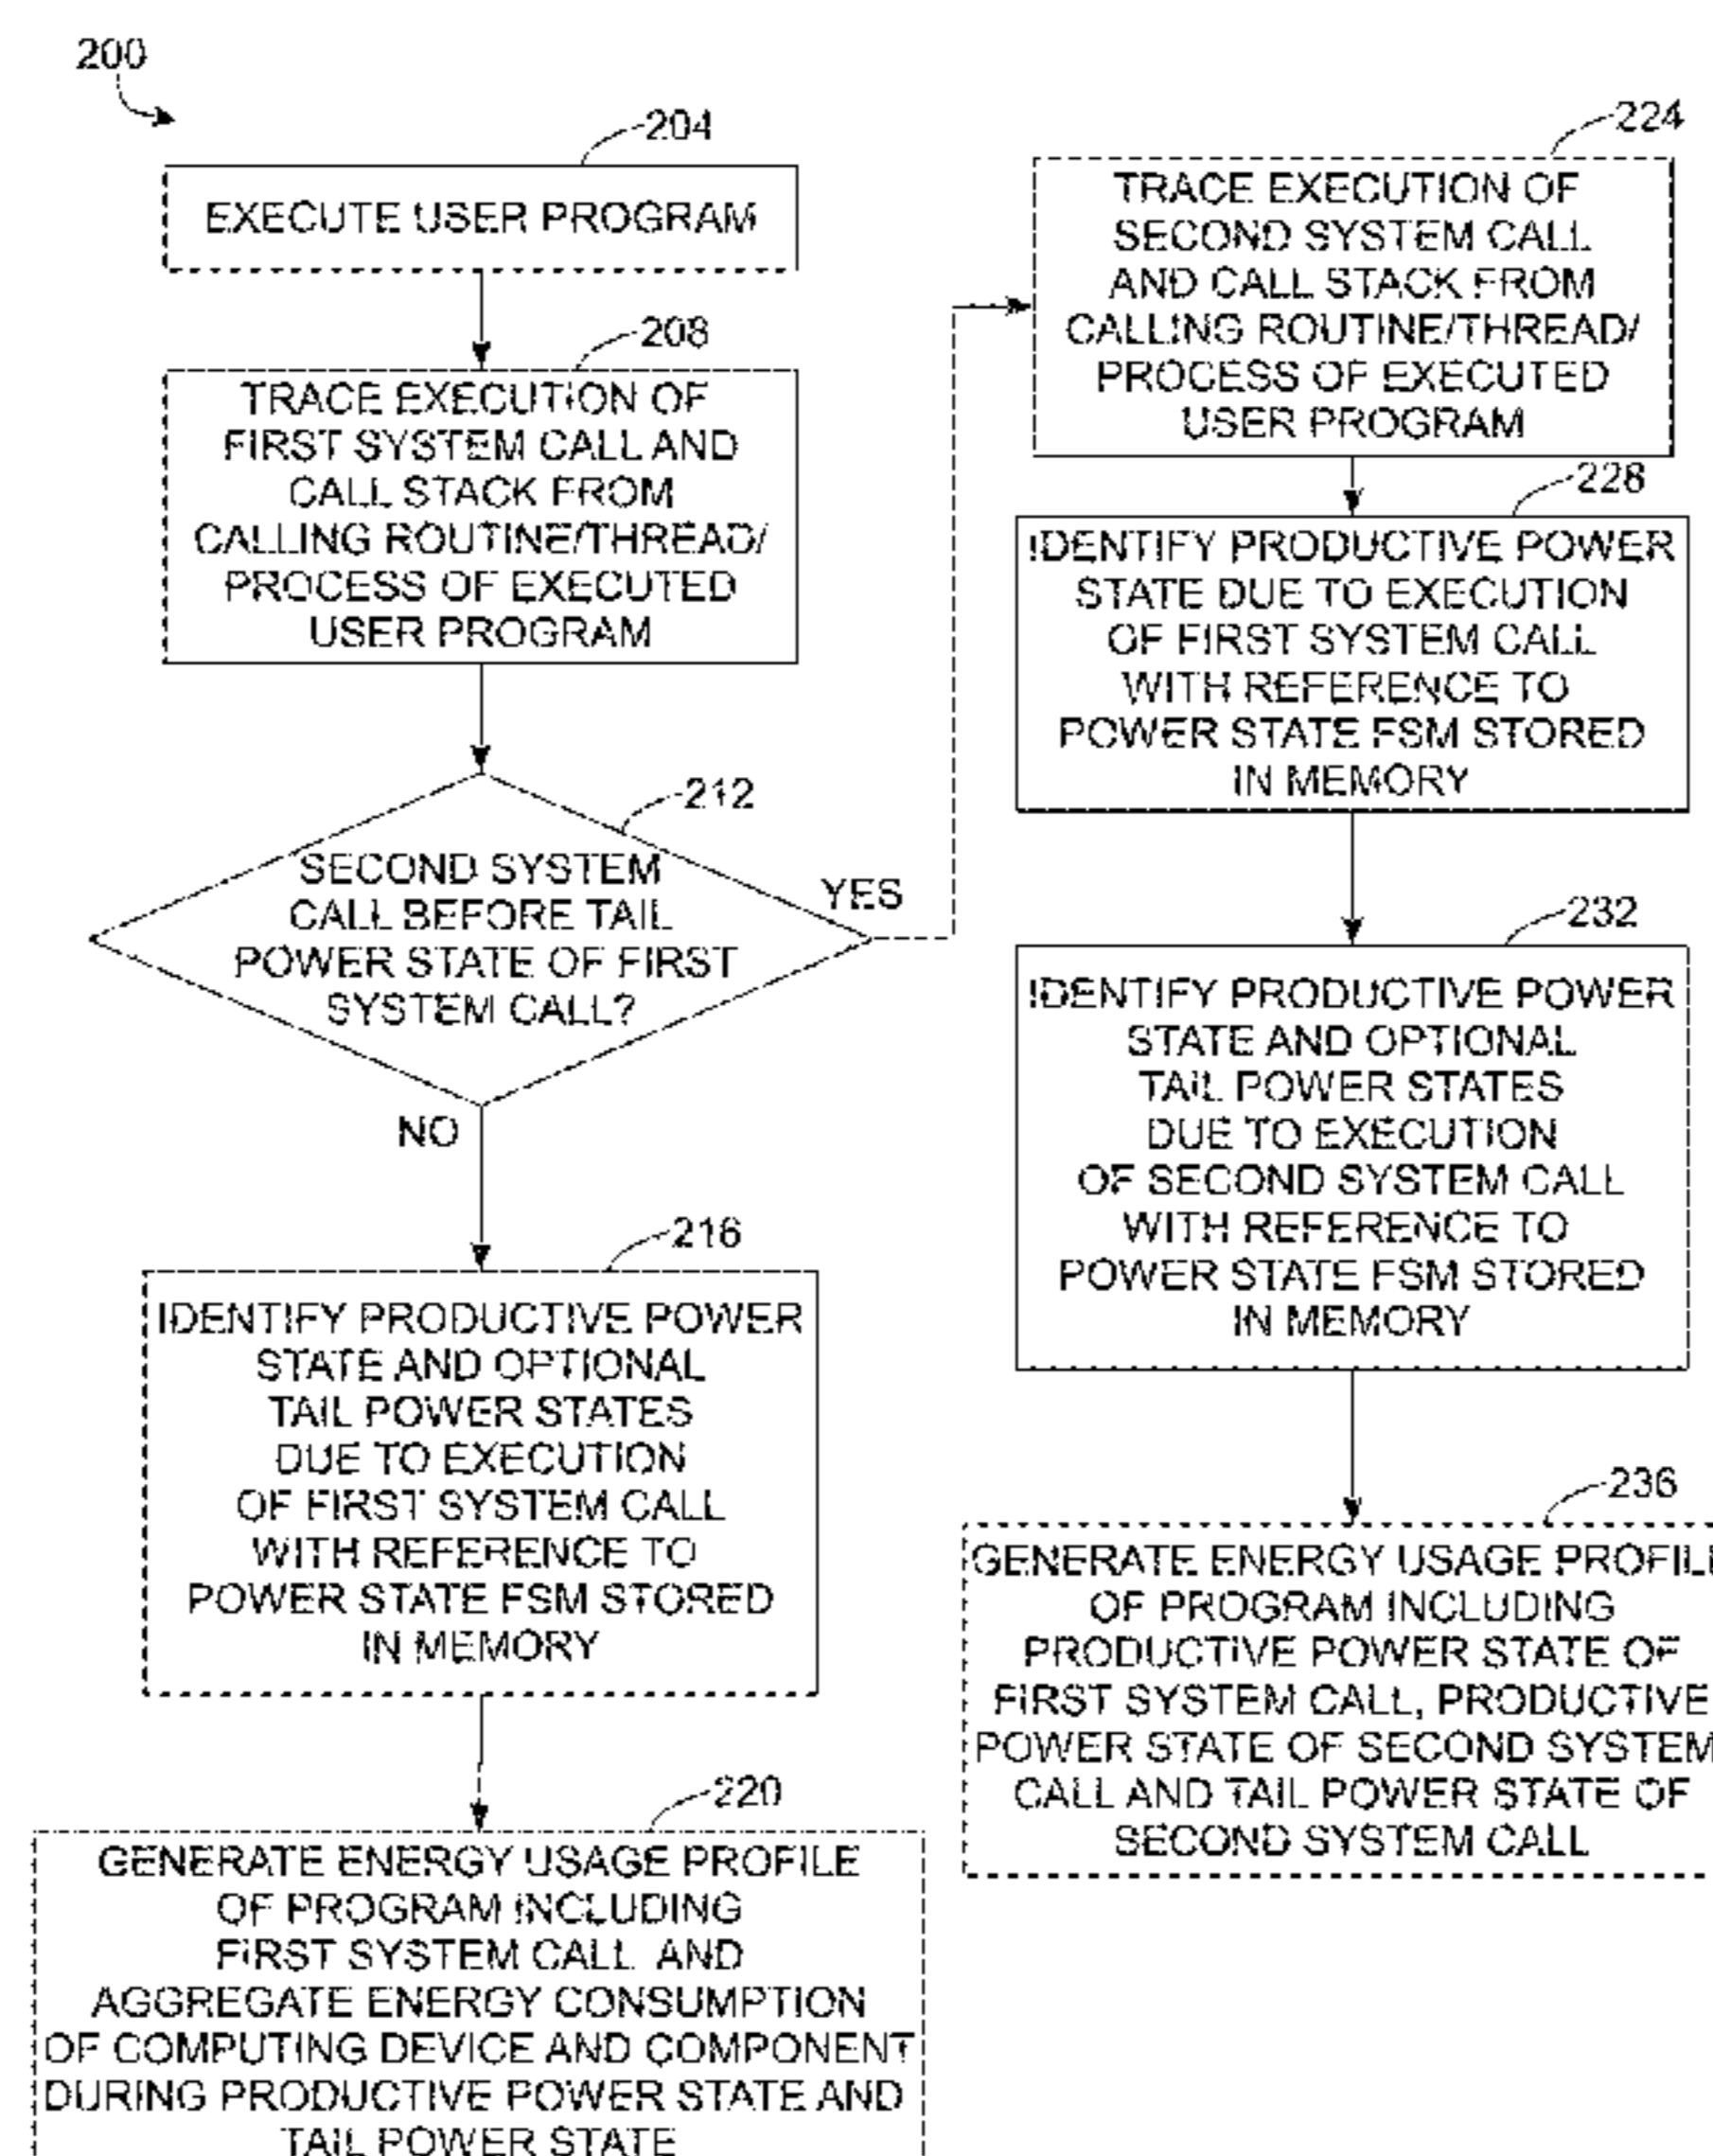 200
204
EXECUTE USER PROGRAM
208
TRACE EXECUTION OF
FIRST SYSTEM CALL AND
CALL STACK FROM
CALLING ROUTINE/THREAD/
PROCESS OF EXECUTED
USER PROGRAM
212
SECOND SYSTEM
CALL BEFORE TAIL
POWER STATE OF FIRST
SYSTEM CALL?
YES
NO
216
IDENTIFY PRODUCTIVE POWER
STATE AND OPTIONAL
TAIL POWER STATES
DUE TO EXECUTION
OF FIRST SYSTEM CALL
WITH REFERENCE TO
POWER STATE FSM STORED
IN MEMORY
220
GENERATE ENERGY USAGE PROFILE
OF PROGRAM INCLUDING
FIRST SYSTEM CALL AND
AGGREGATE ENERGY CONSUMPTION
OF COMPUTING DEVICE AND COMPONENT
DURING PRODUCTIVE POWER STATE AND
TAIL POWER STATE
224
TRACE EXECUTION OF
SECOND SYSTEM CALL
AND CALL STACK FROM
CALLING ROUTINE/THREAD/
PROCESS OF EXECUTED
USER PROGRAM
228
IDENTIFY PRODUCTIVE POWER
STATE DUE TO EXECUTION
OF FIRST SYSTEM CALL
WITH REFERENCE TO
POWER STATE FSM STORED
IN MEMORY
232
IDENTIFY PRODUCTIVE POWER
STATE AND OPTIONAL
TAIL POWER STATES
DUE TO EXECUTION
OF SECOND SYSTEM CALL
WITH REFERENCE TO
POWER STATE FSM STORED
IN MEMORY
236
GENERATE ENERGY USAGE PROFIL
OF PROGRAM INCLUDING
PRODUCTIVE POWER STATE OF
FIRST SYSTEM CALL, PRODUCTIVE
POWER STATE OF SECOND SYSTEM
CALL AND TAIL POWER STATE OF
SECOND SYSTEM CALL